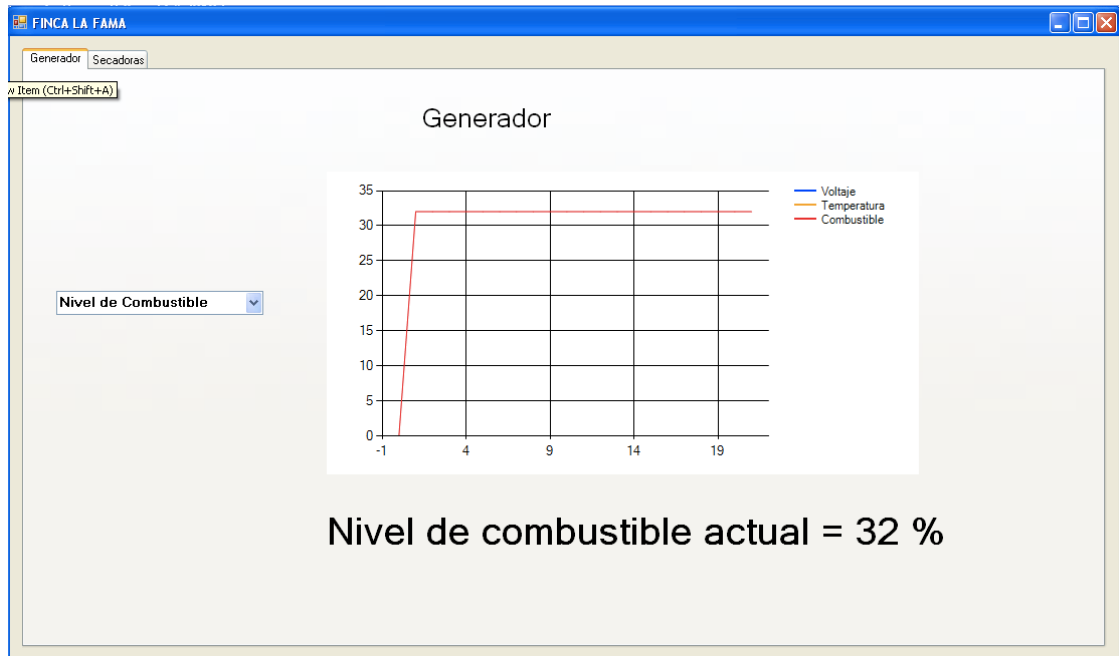 FINCA LA FAMA
Generador Secadoras
w Item (Ctrl+Shift+A)
Generador
35
30
25
20
15
10
5
0
-1 4 9 14 19
Voltaje
Temperatura
Combustible
Nivel de Combustible
Nivel de combustible actual = 32 %